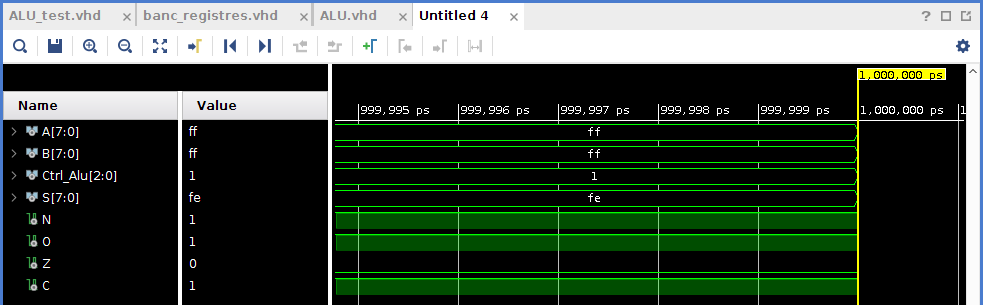 ALU_test.vhd × banc_registres.vhd × ALU.vhd × Untitled 4 × ?
1,000,000 ps
Name Value
999,995 ps 999,996 ps 999,997 ps 999,998 ps 999,999 ps 1,000,000 ps 1
A[7:0] ff ff
B[7:0] ff ff
Ctrl_Alu[2:0] 1 1
S[7:0] fe fe
N 1
O 1
Z 0
C 1